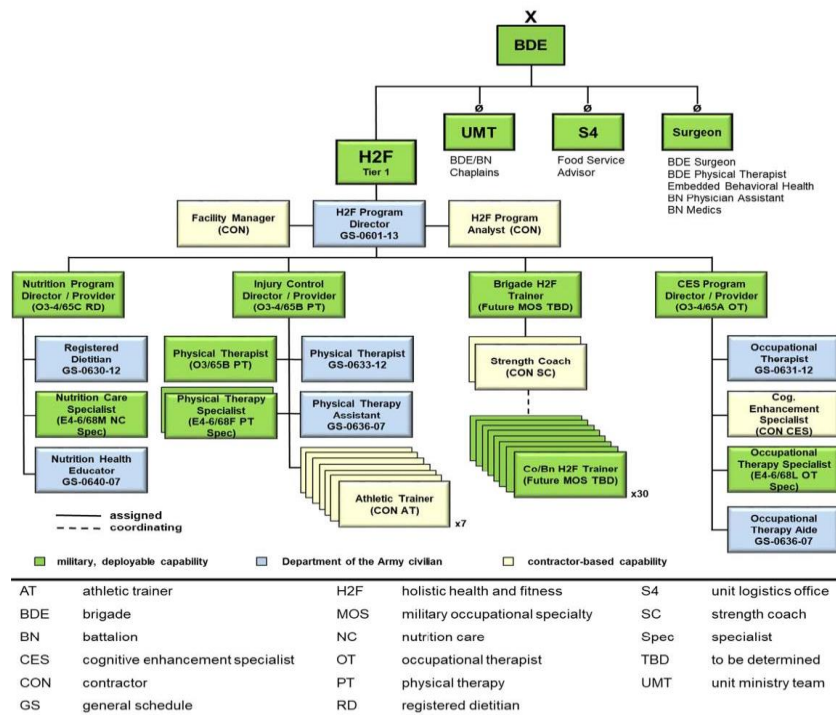 X
BDE
Ø
Ø
Ø
UMT
S4
Surgeon
H2F
Tier 1
BDE/BN
Chaplains
Food Service
Advisor
BDE Surgeon
BDE Physical Therapist
Embedded Behavioral Health
BN Physician Assistant
BN Medics
Facility Manager
(CON)
H2F Program
Director
GS-0601-13
H2F Program
Analyst (CON)
Nutrition Program
Director / Provider
(O3-4/65C RD)
Injury Control
Director / Provider
(O3-4/65B PT)
Brigade H2F
Trainer
(Future MOS TBD)
CES Program
Director / Provider
(O3-4/65A OT)
Registered
Dietitian
GS-0630-12
Physical Therapist
(O3/65B PT)
Physical Therapist
GS-0633-12
Strength Coach
(CON SC)
Occupational
Therapist
GS-0631-12
Nutrition Care
Specialist
(E4-6/68M NC
Spec)
Physical Therapy
Specialist
(E4-6/68F PT
Spec)
Physical Therapy
Assistant
GS-0636-07
Cog.
Enhancement
Specialist
(CON CES)
Nutrition Health
Educator
GS-0640-07
Athletic Trainer
(CON AT)
x7
Co/Bn H2F Trainer
(Future MOS TBD)
x30
Occupational
Therapy Specialist
(E4-6/68L OT
Spec)
Occupational
Therapy Aide
GS-0636-07
assigned
coordinating
military, deployable capability
Department of the Army civilian
contractor-based capability
AT athletic trainer
BDE brigade
BN battalion
CES cognitive enhancement specialist
CON contractor
GS general schedule
H2F holistic health and fitness
MOS military occupational specialty
NC nutrition care
OT occupational therapist
PT physical therapy
RD registered dietitian
S4 unit logistics office
SC strength coach
Spec specialist
TBD to be determined
UMT unit ministry team